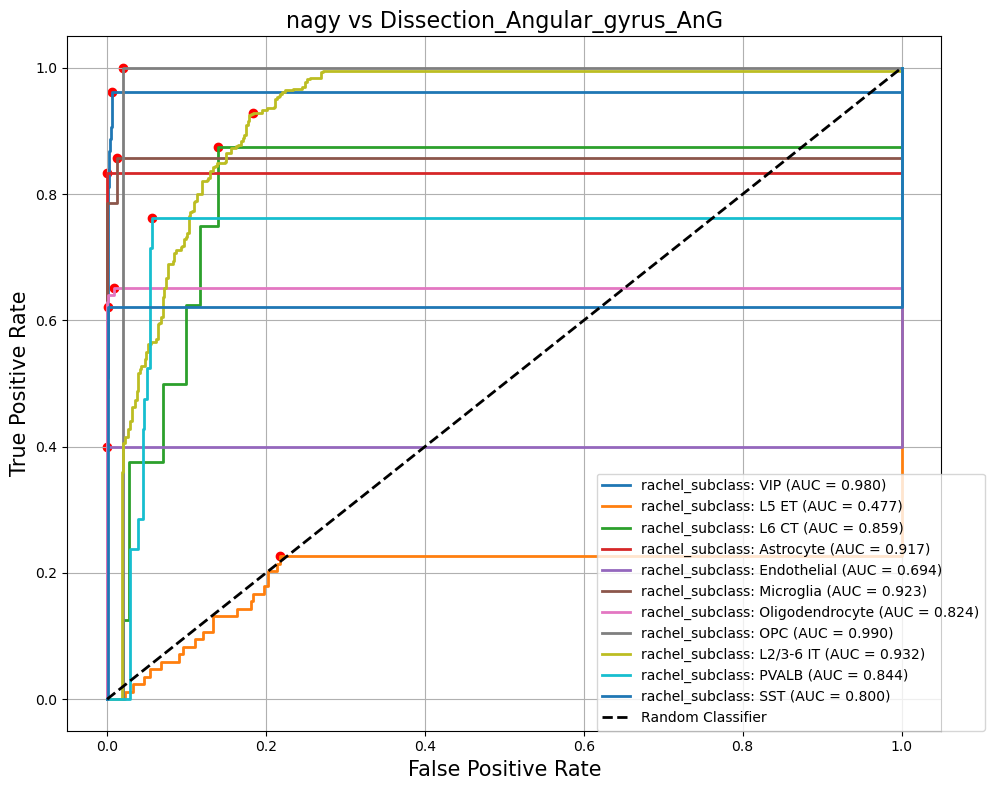 nagy vs Dissection_Angular_gyrus_AnG
True Positive Rate
1.0
0.8
0.6
0.4
0.2
0.0
rachel_subclass: VIP (AUC = 0.980)
rachel_subclass: L5 ET (AUC = 0.477)
rachel_subclass: L6 CT (AUC = 0.859)
rachel_subclass: Astrocyte (AUC = 0.917)
rachel_subclass: Endothelial (AUC = 0.694)
rachel_subclass: Microglia (AUC = 0.923)
rachel_subclass: Oligodendrocyte (AUC = 0.824)
rachel_subclass: OPC (AUC = 0.990)
rachel_subclass: L2/3-6 IT (AUC = 0.932)
rachel_subclass: PVALB (AUC = 0.844)
rachel_subclass: SST (AUC = 0.800)
Random Classifier
0.0 0.2 0.4 0.6 0.8 1.0
False Positive Rate